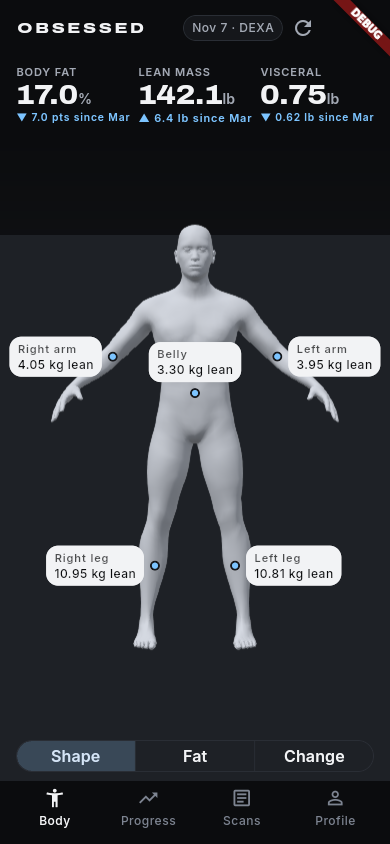 OBSESSED
Nov 7 · DEXA
DEBUG
BODY FAT
LEAN MASS
VISCERAL
17.0%
142.1lb
0.75lb
▼ 7.0 pts since Mar
▲ 6.4 lb since Mar
▼ 0.62 lb since Mar
Right arm
4.05 kg lean
Belly
3.30 kg lean
Left arm
3.95 kg lean
Right leg
10.95 kg lean
Left leg
10.81 kg lean
Shape
Fat
Change
Body
Progress
Scans
Profile